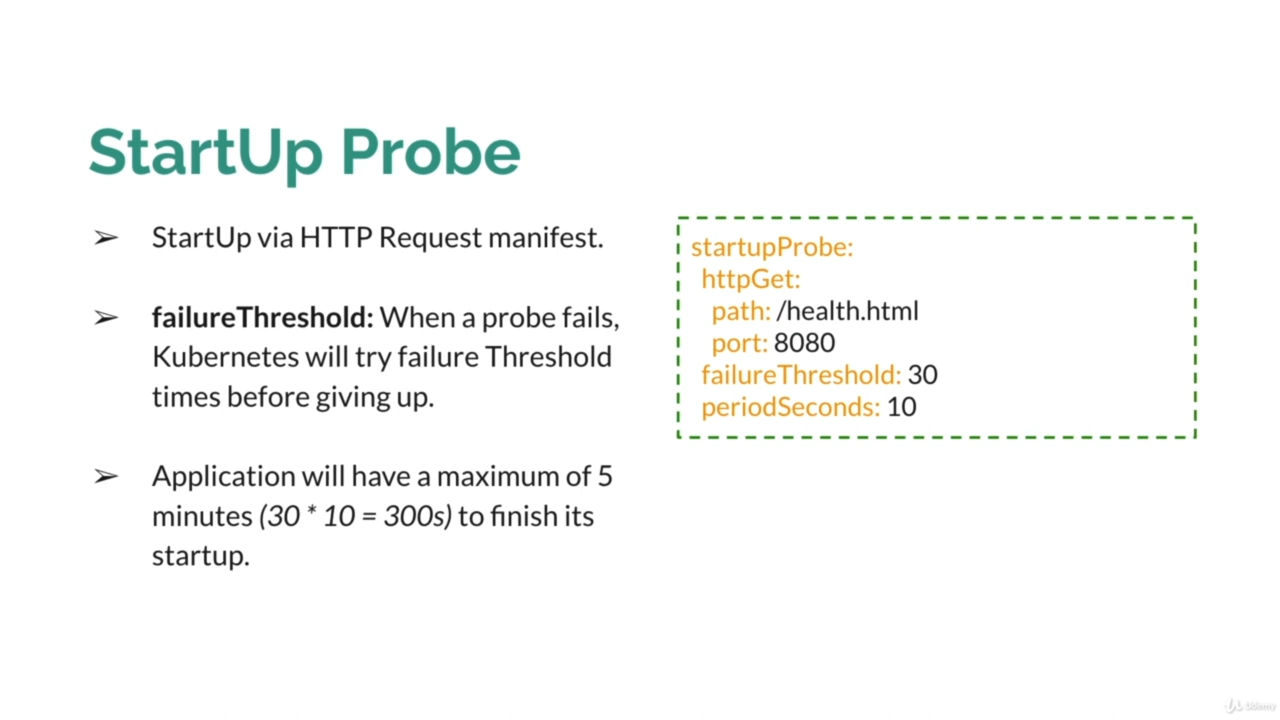 StartUp Probe
➢ StartUp via HTTP Request manifest.
➢ failureThreshold: When a probe fails,
Kubernetes will try failure Threshold
times before giving up.
➢ Application will have a maximum of 5
minutes (30 * 10 = 300s) to finish its
startup.
startupProbe:
httpGet:
path: /health.html
port: 8080
failureThreshold: 30
periodSeconds: 10
Udemy